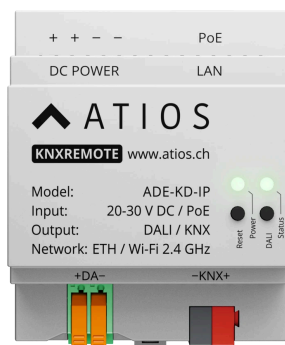 + + − − PoE
DC POWER LAN
ATIOS
KNXREMOTE www.atios.ch
Model: ADE-KD-IP
Input: 20-30 V DC / PoE
Output: DALI / KNX
Network: ETH / Wi-Fi 2.4 GHz
Reset
Power
DALI
Status
+DA− −KNX+